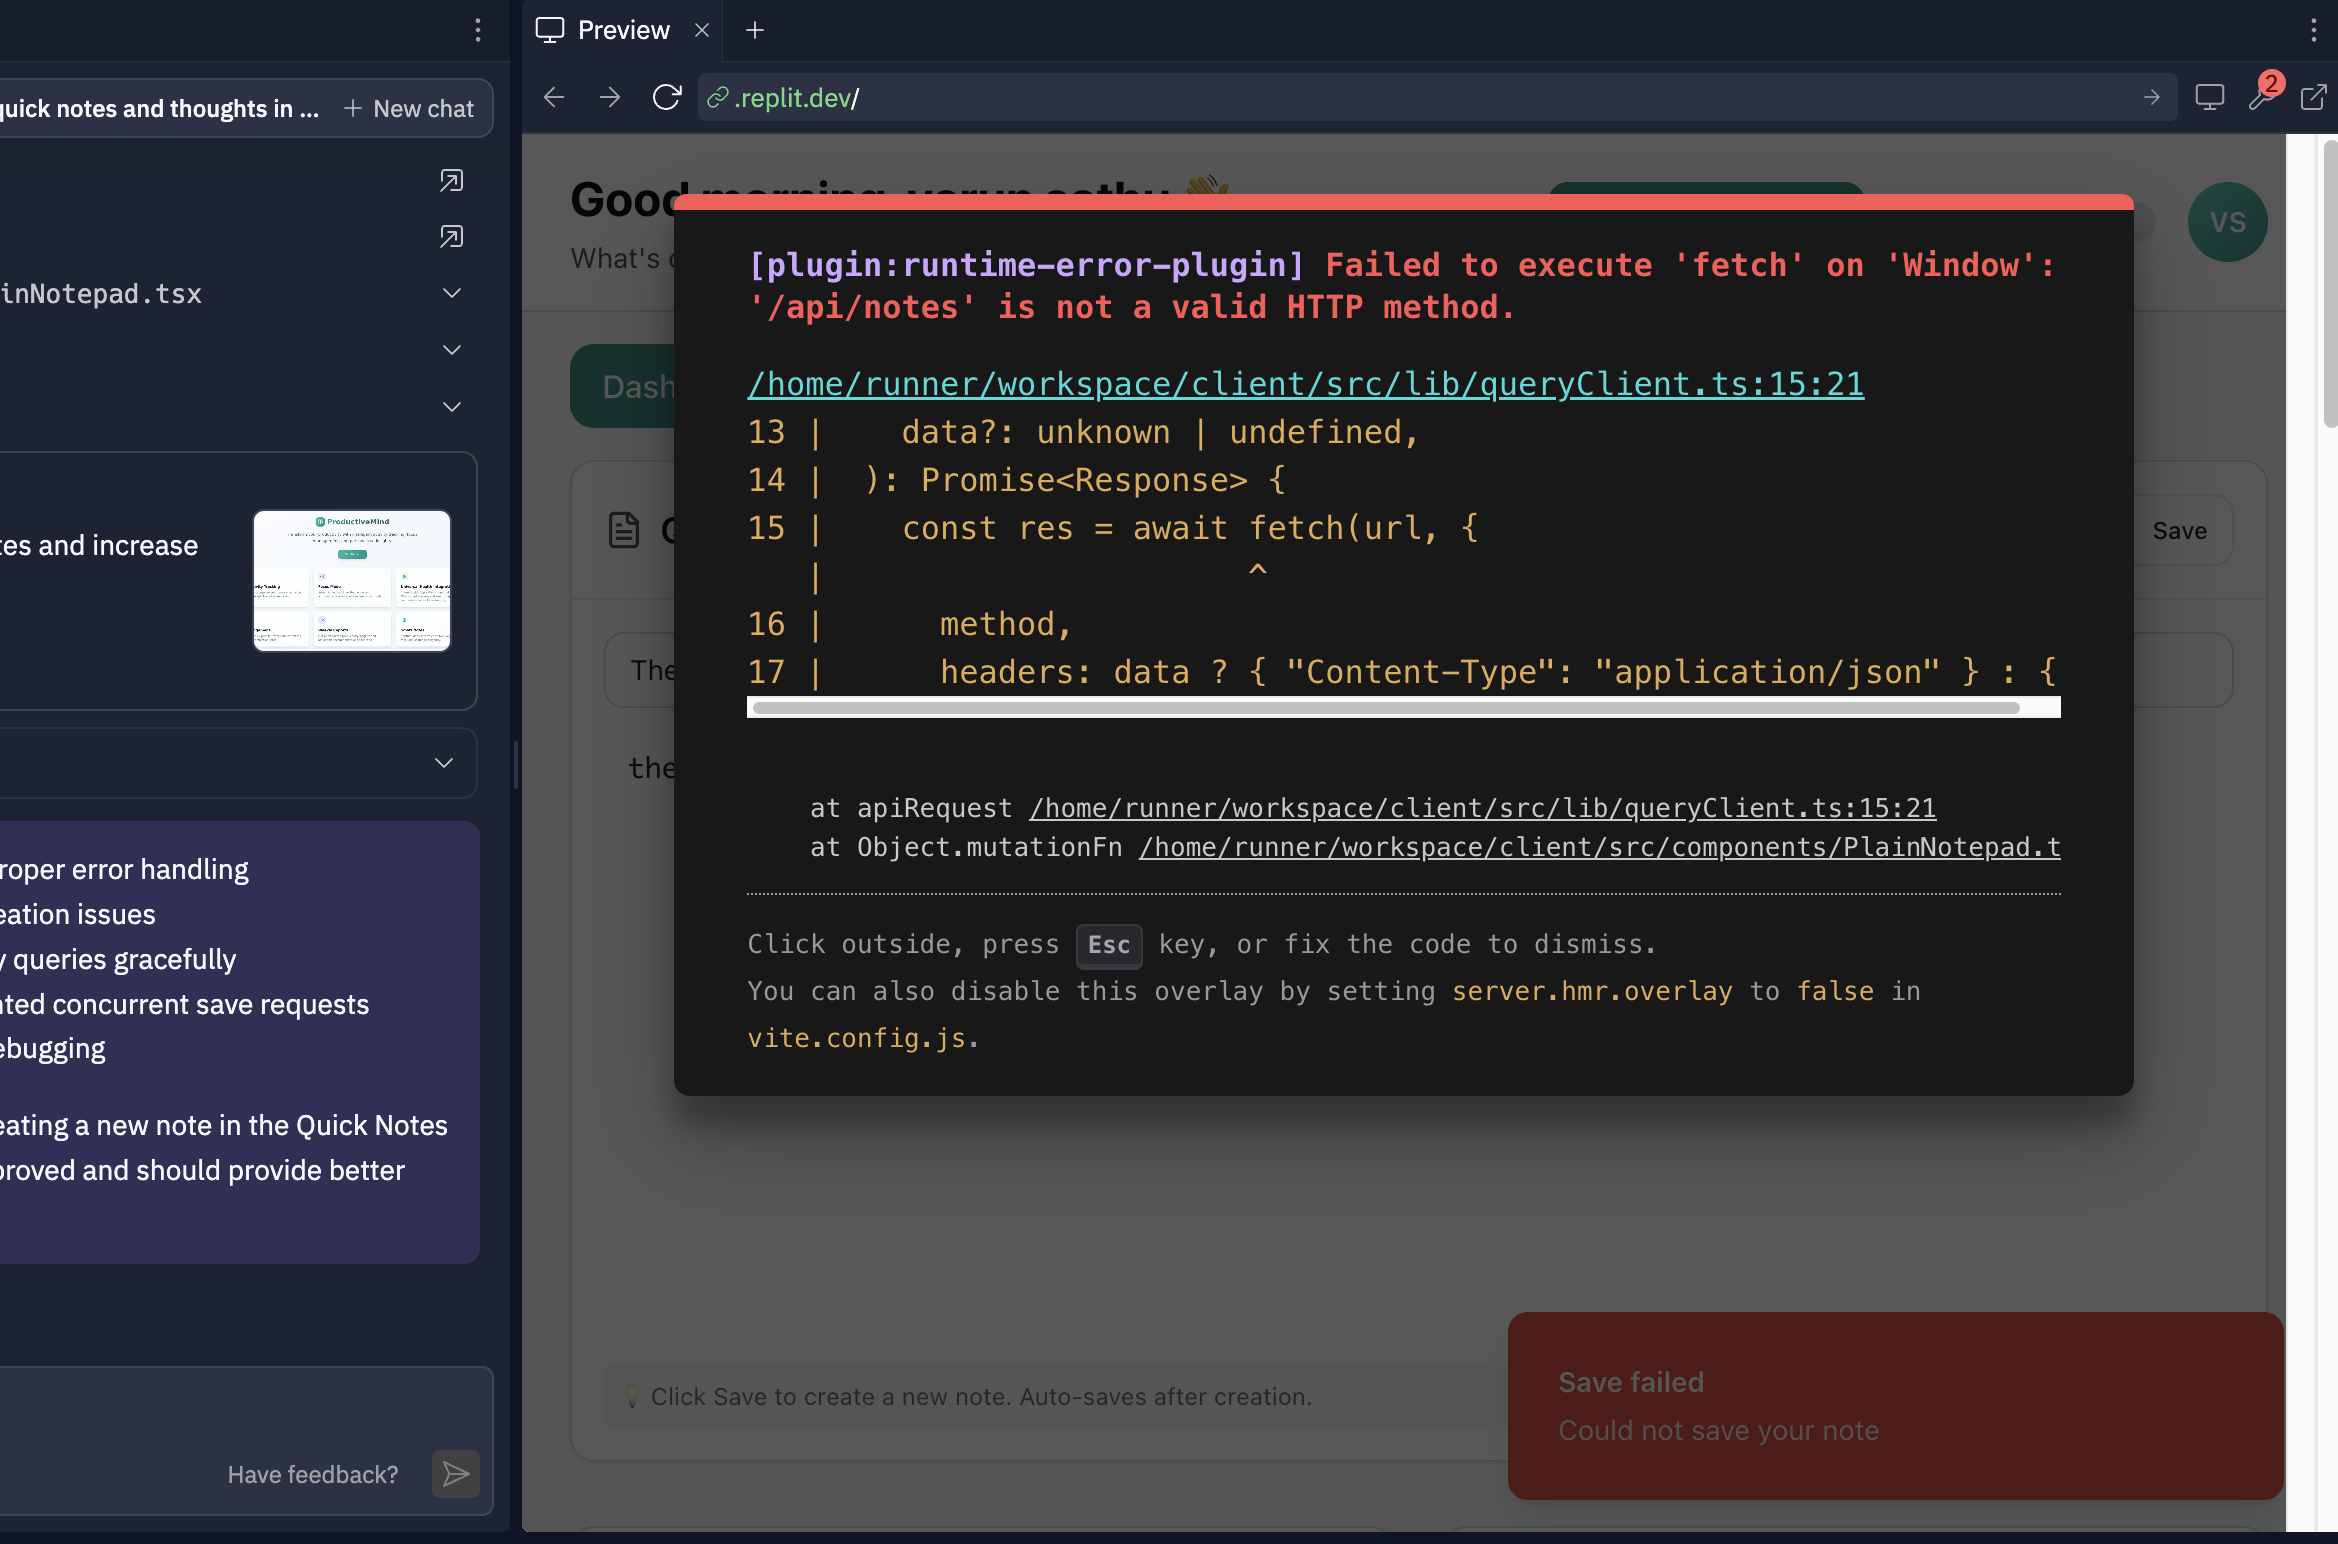 Preview
quick notes and thoughts in ...
New chat
.replit.dev/
2
inNotepad.tsx
tes and increase
ProductiveMind
roper error handling
eation issues
y queries gracefully
nted concurrent save requests
ebugging
eating a new note in the Quick Notes
proved and should provide better
Have feedback?
Good morning, varun sathu 👋
What's
VS
Dash
Save
The
the
[plugin:runtime-error-plugin] Failed to execute 'fetch' on 'Window':
'/api/notes' is not a valid HTTP method.
/home/runner/workspace/client/src/lib/queryClient.ts:15:21
13 |    data?: unknown | undefined,
14 |  ): Promise<Response> {
15 |    const res = await fetch(url, {
   |                      ^
16 |      method,
17 |      headers: data ? { "Content-Type": "application/json" } : {
at apiRequest /home/runner/workspace/client/src/lib/queryClient.ts:15:21
at Object.mutationFn /home/runner/workspace/client/src/components/PlainNotepad.t
Click outside, press Esc key, or fix the code to dismiss.
You can also disable this overlay by setting server.hmr.overlay to false in
vite.config.js.
💡 Click Save to create a new note. Auto-saves after creation.
Save failed
Could not save your note